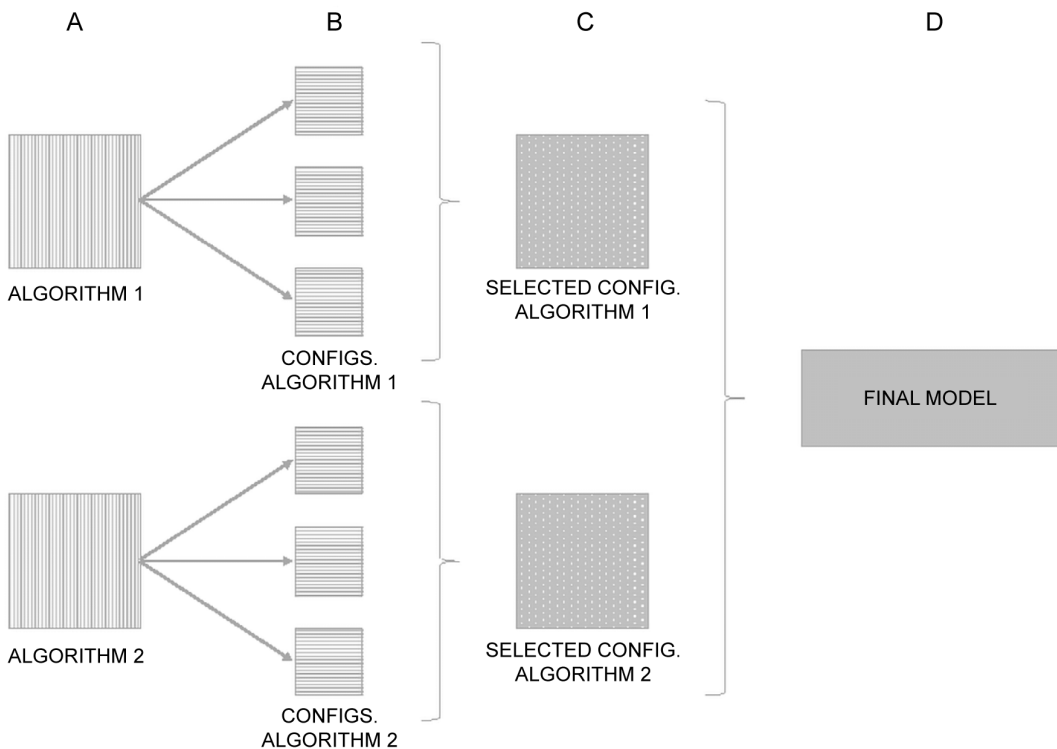 A
B
C
D
ALGORITHM 1
CONFIGS.
ALGORITHM 1
SELECTED CONFIG.
ALGORITHM 1
FINAL MODEL
ALGORITHM 2
CONFIGS.
ALGORITHM 2
SELECTED CONFIG.
ALGORITHM 2